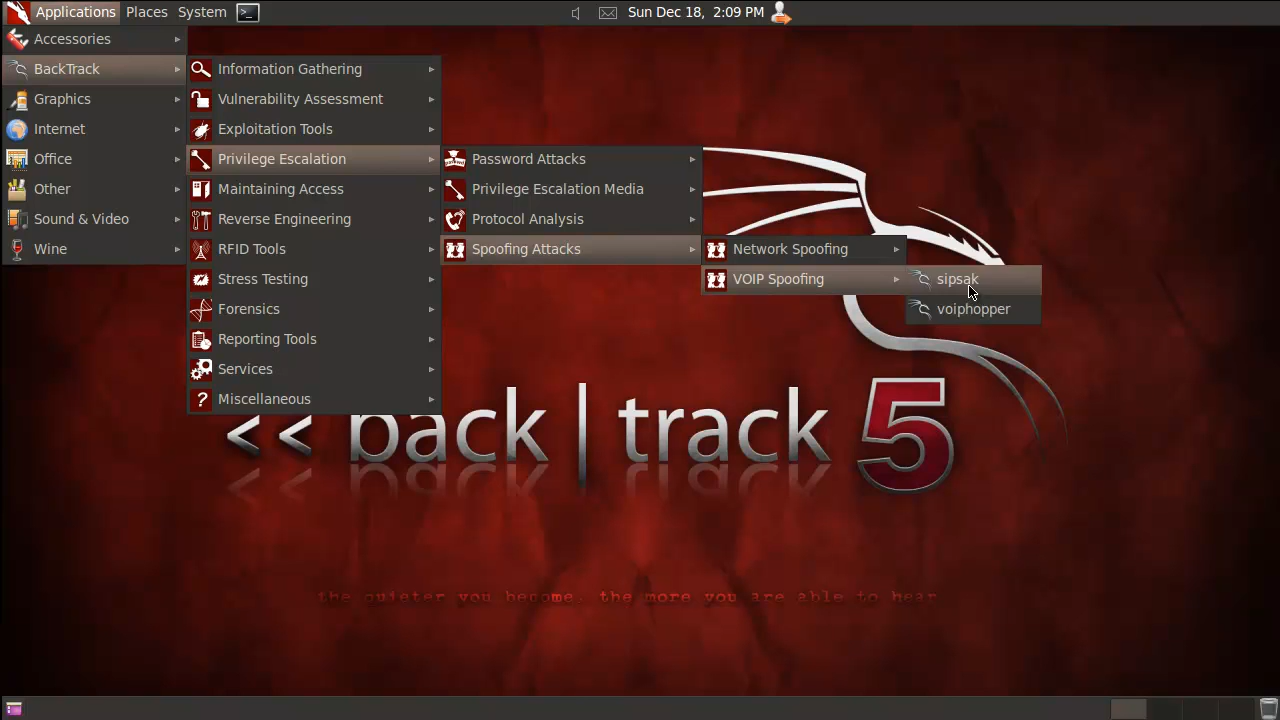 Applications Places System Sun Dec 18, 2:09 PM
Accessories
BackTrack
Graphics
Internet
Office
Other
Sound & Video
Wine
Information Gathering
Vulnerability Assessment
Exploitation Tools
Privilege Escalation
Maintaining Access
Reverse Engineering
RFID Tools
Stress Testing
Forensics
Reporting Tools
Services
Miscellaneous
Password Attacks
Privilege Escalation Media
Protocol Analysis
Spoofing Attacks
Network Spoofing
VOIP Spoofing
sipsak
voiphopper
<< back | track 5
the quieter you become, the more you are able to hear